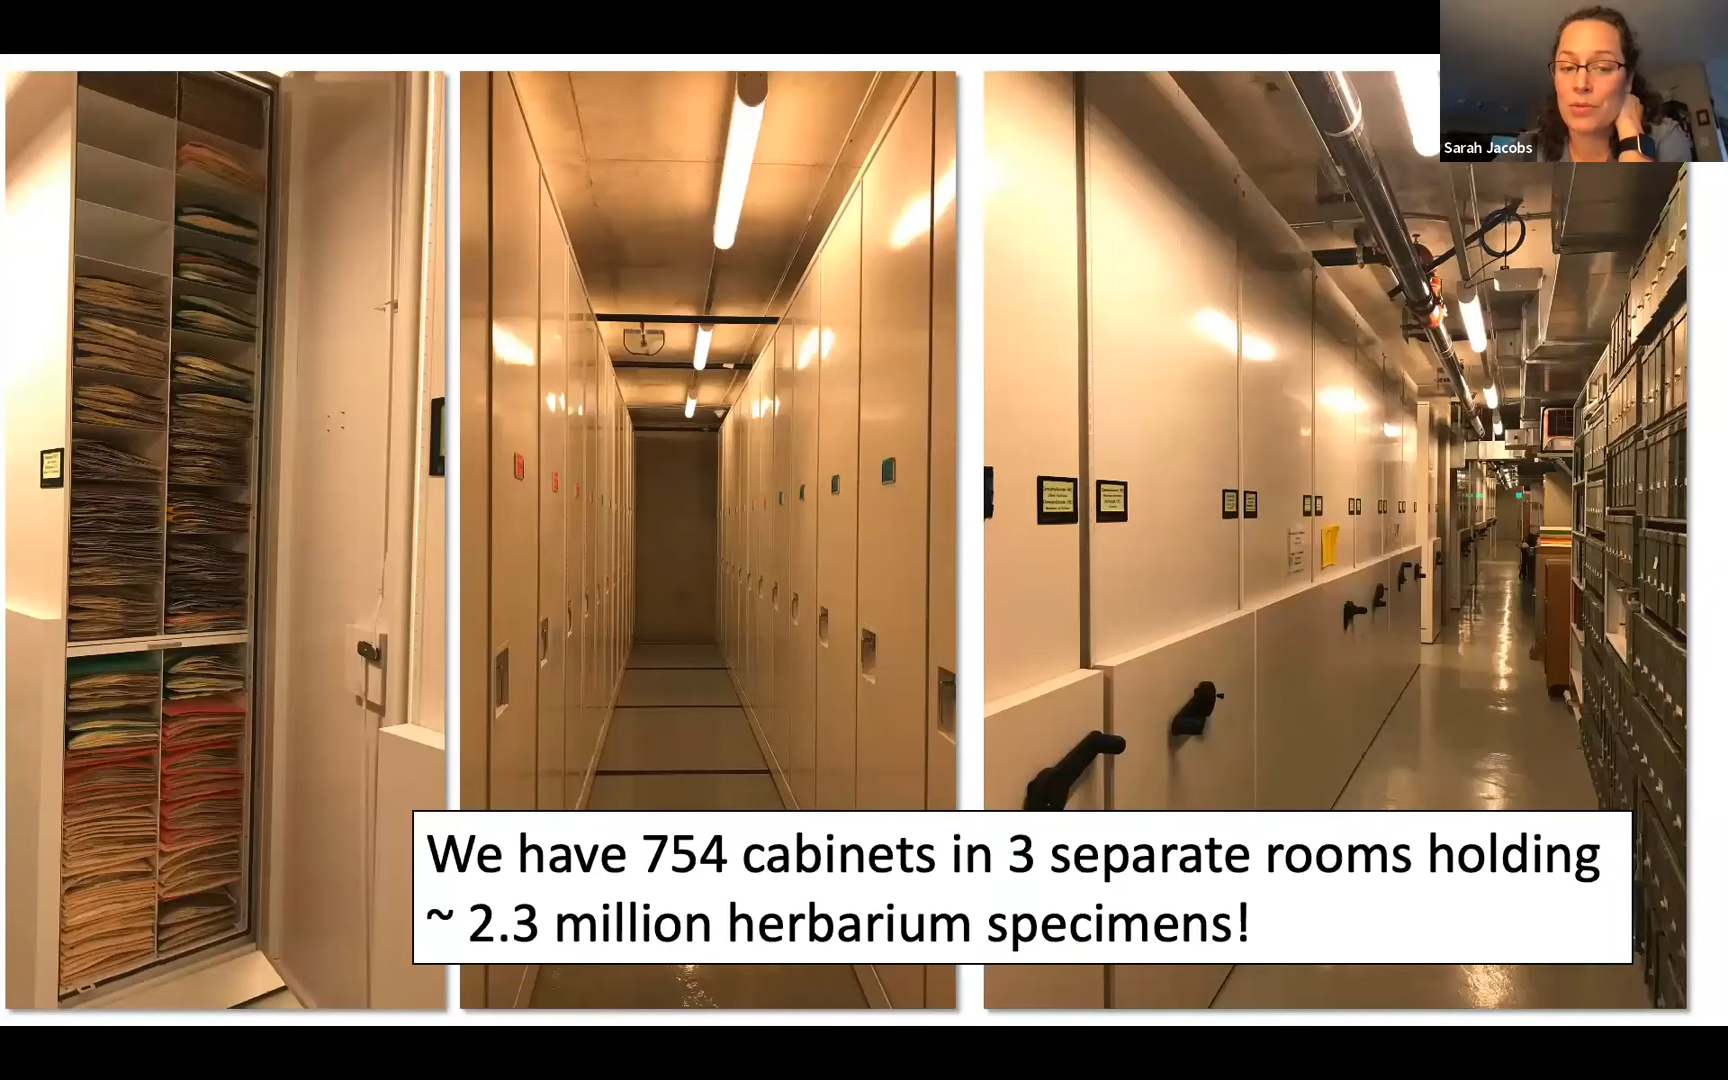 Sarah Jacobs
We have 754 cabinets in 3 separate rooms holding
~ 2.3 million herbarium specimens!